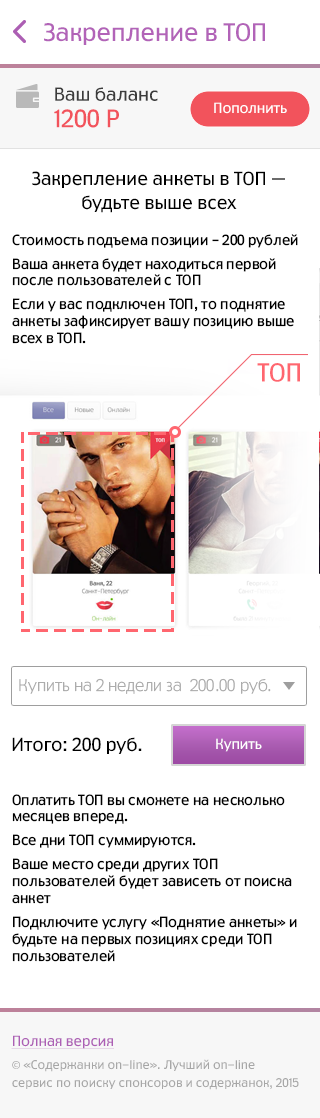 Закрепление в ТОП
Ваш баланс
1200 Р
Пополнить
Закрепление анкеты в ТОП —
будьте выше всех
Стоимость подъема позиции – 200 рублей
Ваша анкета будет находиться первой
после пользователей с ТОП
Если у вас подключен ТОП, то поднятие
анкеты зафиксирует вашу позицию выше
всех в ТОП.
ТОП
Все
Новые
Онлайн
21
ТОП
21
Ваня, 22
Санкт-Петербург
Он-лайн
Купить на 2 недели за 200.00 руб.
Итого: 200 руб.
Купить
Оплатить ТОП вы сможете на несколько
месяцев вперед.
Все дни ТОП суммируются.
Ваше место среди других ТОП
пользователей будет зависеть от поиска
анкет
Подключите услугу «Поднятие анкеты» и
будьте на первых позициях среди ТОП
пользователей
Полная версия
© «Содержанки on-line». Лучший on-line
сервис по поиску спонсоров и содержанок, 2015